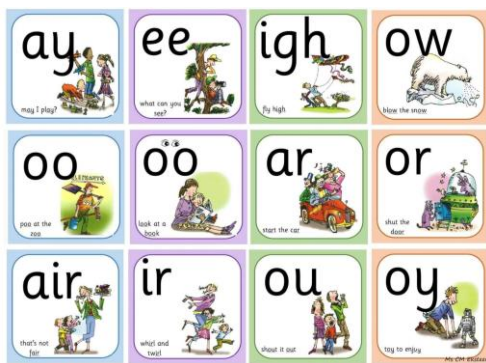 ay
may I play?
ee
what can you
see?
igh
fly high
ow
blow the snow
oo
poo at the
zoo
oo
look at a
book
ar
start the car
or
shut the
door
air
that's not
fair
ir
whirl and
twirl
ou
shout it out
oy
toy to enjoy